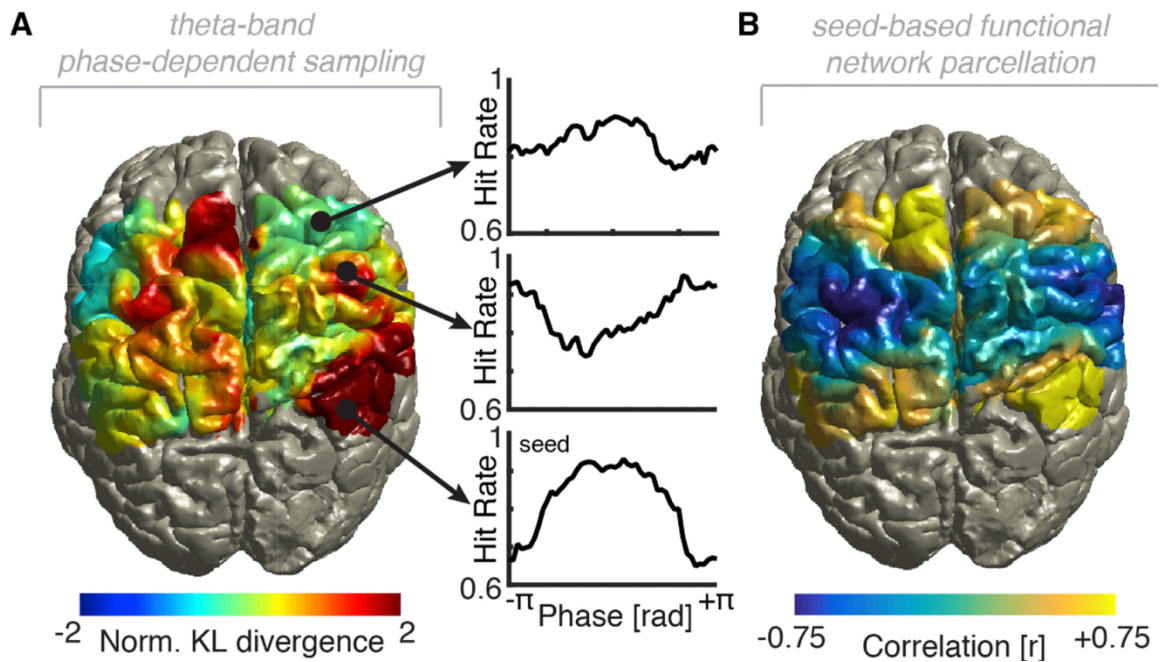 A
theta-band
phase-dependent sampling
B
seed-based functional
network parcellation
1
Hit Rate
0.6
1
Hit Rate
0.6
1
seed
Hit Rate
0.6
-π
Phase [rad]
+π
-2
Norm. KL divergence
2
-0.75
Correlation [r]
+0.75